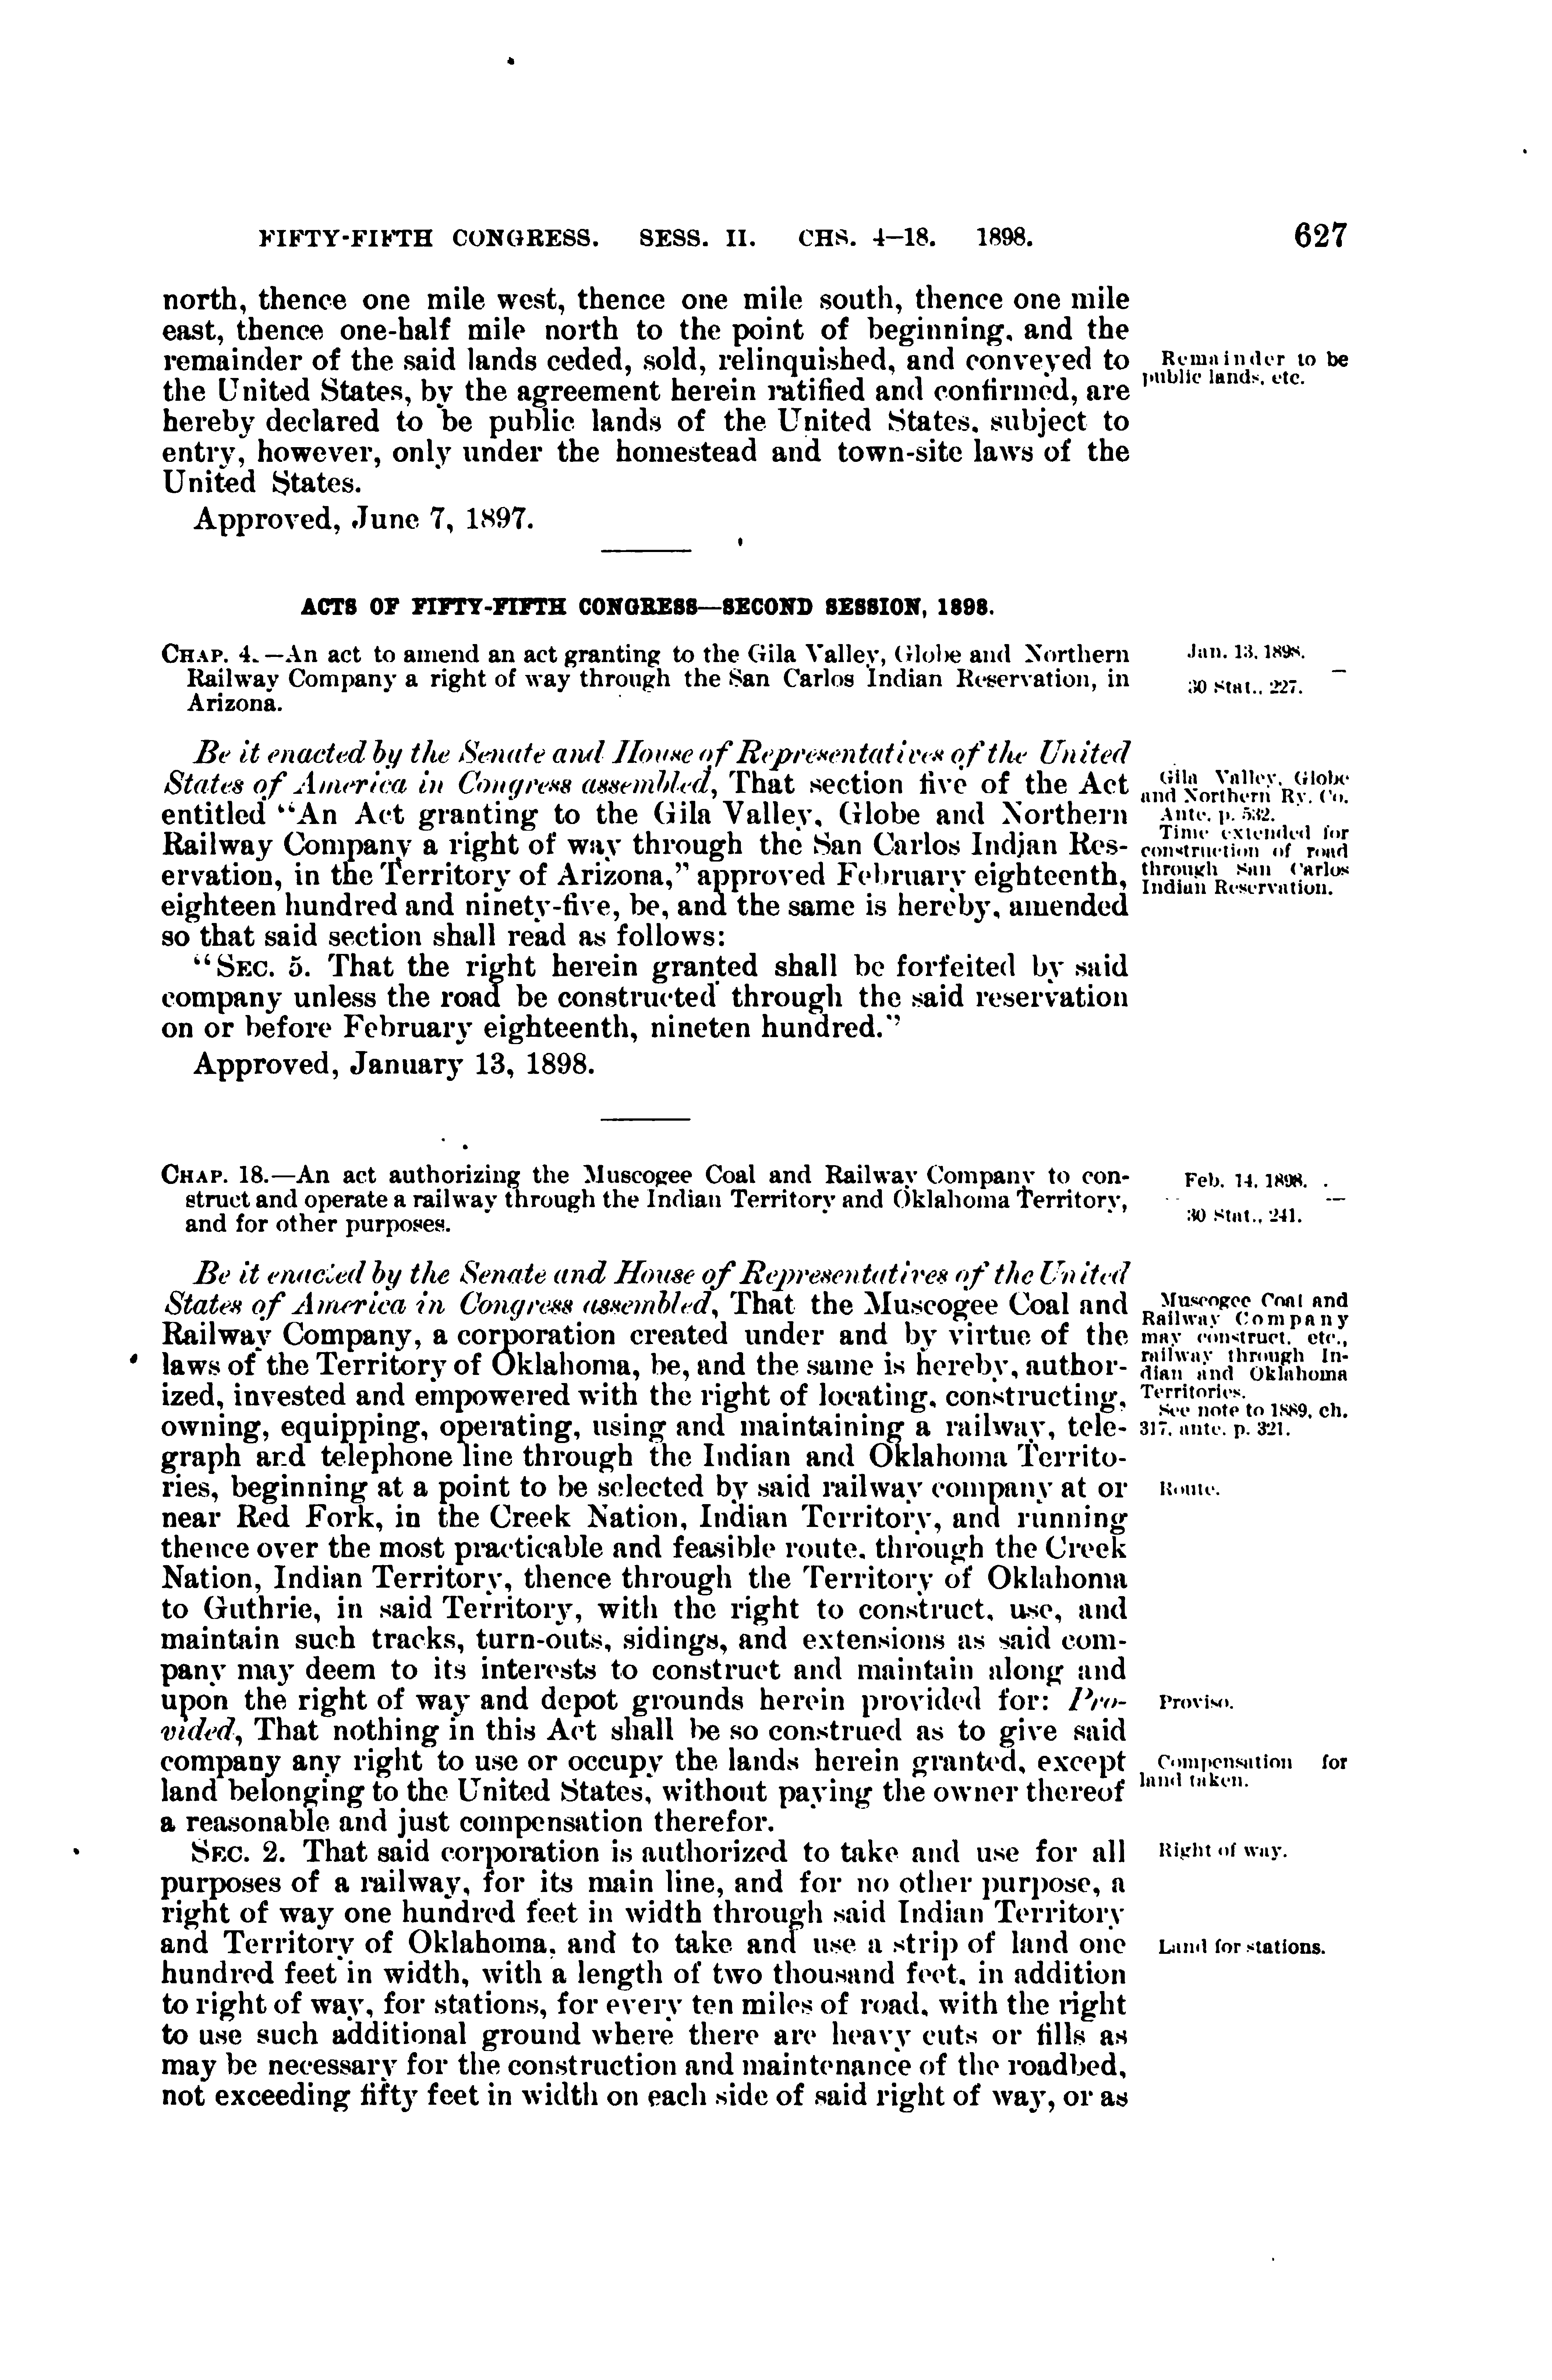 FIFTY-FIFTH CONGRESS. SESS. II. CHS. 4–18. 1898. 627
north, thence one mile west, thence one mile south, thence one mile
east, thence one-half mile north to the point of beginning, and the
remainder of the said lands ceded, sold, relinquished, and conveyed to
the United States, by the agreement herein ratified and confirmed, are
hereby declared to be public lands of the United States, subject to
entry, however, only under the homestead and town-site laws of the
United States.
Remainder to be
public lands, etc.
Approved, June 7, 1897.
ACTS OF FIFTY-FIFTH CONGRESS—SECOND SESSION, 1898.
CHAP. 4.—An act to amend an act granting to the Gila Valley, Globe and Northern
Railway Company a right of way through the San Carlos Indian Reservation, in
Arizona.
Jan. 13, 1898.
30 Stat., 227.
Be it enacted by the Senate and House of Representatives of the United
States of America in Congress assembled, That section five of the Act
entitled "An Act granting to the Gila Valley, Globe and Northern
Railway Company a right of way through the San Carlos Indian Res-
ervation, in the Territory of Arizona," approved February eighteenth,
eighteen hundred and ninety-five, be, and the same is hereby, amended
so that said section shall read as follows:
Gila Valley, Globe
and Northern Ry. Co.
Ante, p. 532.
Time extended for
construction of road
through San Carlos
Indian Reservation.
"SEC. 5. That the right herein granted shall be forfeited by said
company unless the road be constructed through the said reservation
on or before February eighteenth, nineten hundred."
Approved, January 13, 1898.
CHAP. 18.—An act authorizing the Muscogee Coal and Railway Company to con-
struct and operate a railway through the Indian Territory and Oklahoma Territory,
and for other purposes.
Feb. 14, 1898.
30 Stat., 241.
Be it enacted by the Senate and House of Representatives of the United
States of America in Congress assembled, That the Muscogee Coal and
Railway Company, a corporation created under and by virtue of the
laws of the Territory of Oklahoma, be, and the same is hereby, author-
ized, invested and empowered with the right of locating, constructing,
owning, equipping, operating, using and maintaining a railway, tele-
graph and telephone line through the Indian and Oklahoma Territo-
ries, beginning at a point to be selected by said railway company at or
near Red Fork, in the Creek Nation, Indian Territory, and running
thence over the most practicable and feasible route, through the Creek
Nation, Indian Territory, thence through the Territory of Oklahoma
to Guthrie, in said Territory, with the right to construct, use, and
maintain such tracks, turn-outs, sidings, and extensions as said com-
pany may deem to its interests to construct and maintain along and
upon the right of way and depot grounds herein provided for: Pro-
vided, That nothing in this Act shall be so construed as to give said
company any right to use or occupy the lands herein granted, except
land belonging to the United States, without paying the owner thereof
a reasonable and just compensation therefor.
Muscogee Coal and
Railway Company
may construct, etc.,
railway through In-
dian and Oklahoma
Territories.
See note to 1889, ch.
317, ante, p. 321.
Route.
Proviso.
Compensation for
land taken.
SEC. 2. That said corporation is authorized to take and use for all
purposes of a railway, for its main line, and for no other purpose, a
right of way one hundred feet in width through said Indian Territory
and Territory of Oklahoma, and to take and use a strip of land one
hundred feet in width, with a length of two thousand feet, in addition
to right of way, for stations, for every ten miles of road, with the right
to use such additional ground where there are heavy cuts or fills as
may be necessary for the construction and maintenance of the roadbed,
not exceeding fifty feet in width on each side of said right of way, or as
Right of way.
Land for stations.